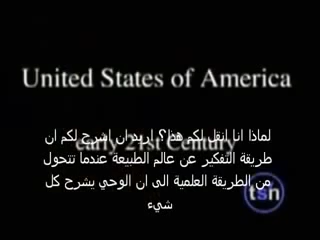 United States of America
early 21st Century
لماذا انا انقل لكم هذا؟ اريد ان اشرح لكم ان
طريقة التفكير عن عالم الطبيعة عندما تتحول
من الطريقة العلمية الى ان الوحي يشرح كل
شيء
tsn